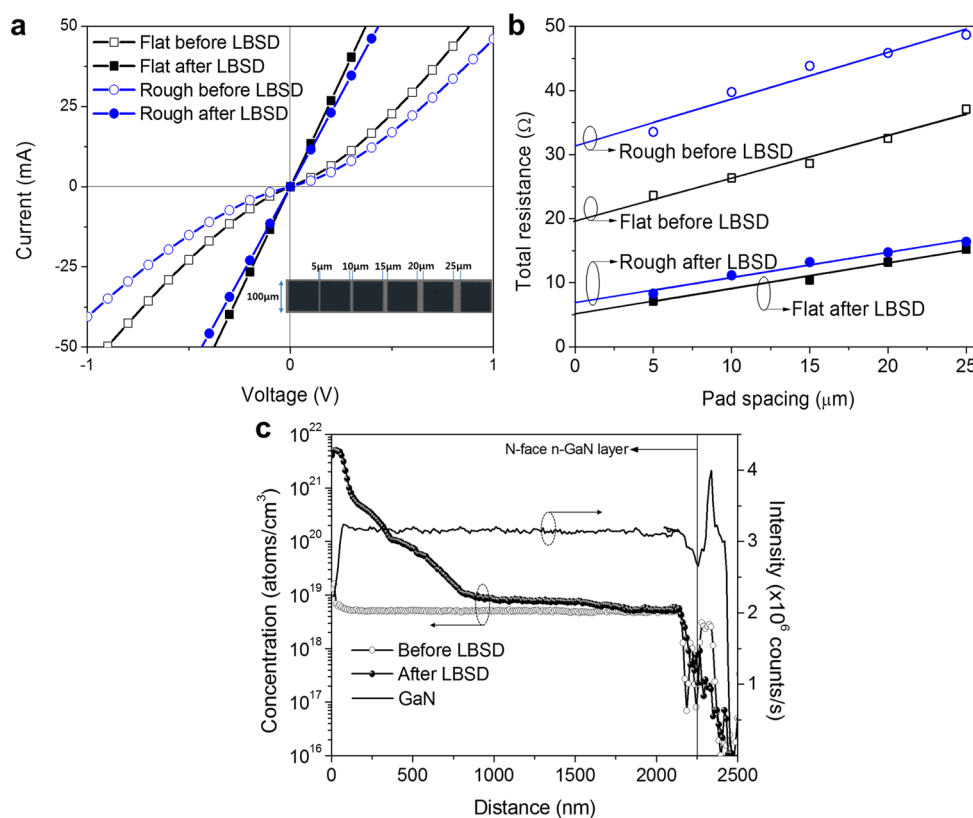 a
50
25
0
-25
-50
Current (mA)
Flat before LBSD
Flat after LBSD
Rough before LBSD
Rough after LBSD
5μm 10μm 15μm 20μm 25μm
100μm
-1 0 1
Voltage (V)
b
50
40
30
20
10
0
Total resistance (Ω)
Rough before LBSD
Flat before LBSD
Rough after LBSD
Flat after LBSD
0 5 10 15 20 25
Pad spacing (μm)
c
10^22
10^21
10^20
10^19
10^18
10^17
10^16
Concentration (atoms/cm^3)
N-face n-GaN layer
Before LBSD
After LBSD
GaN
4
3
2
1
0
Intensity (x10^6 counts/s)
0 500 1000 1500 2000 2500
Distance (nm)